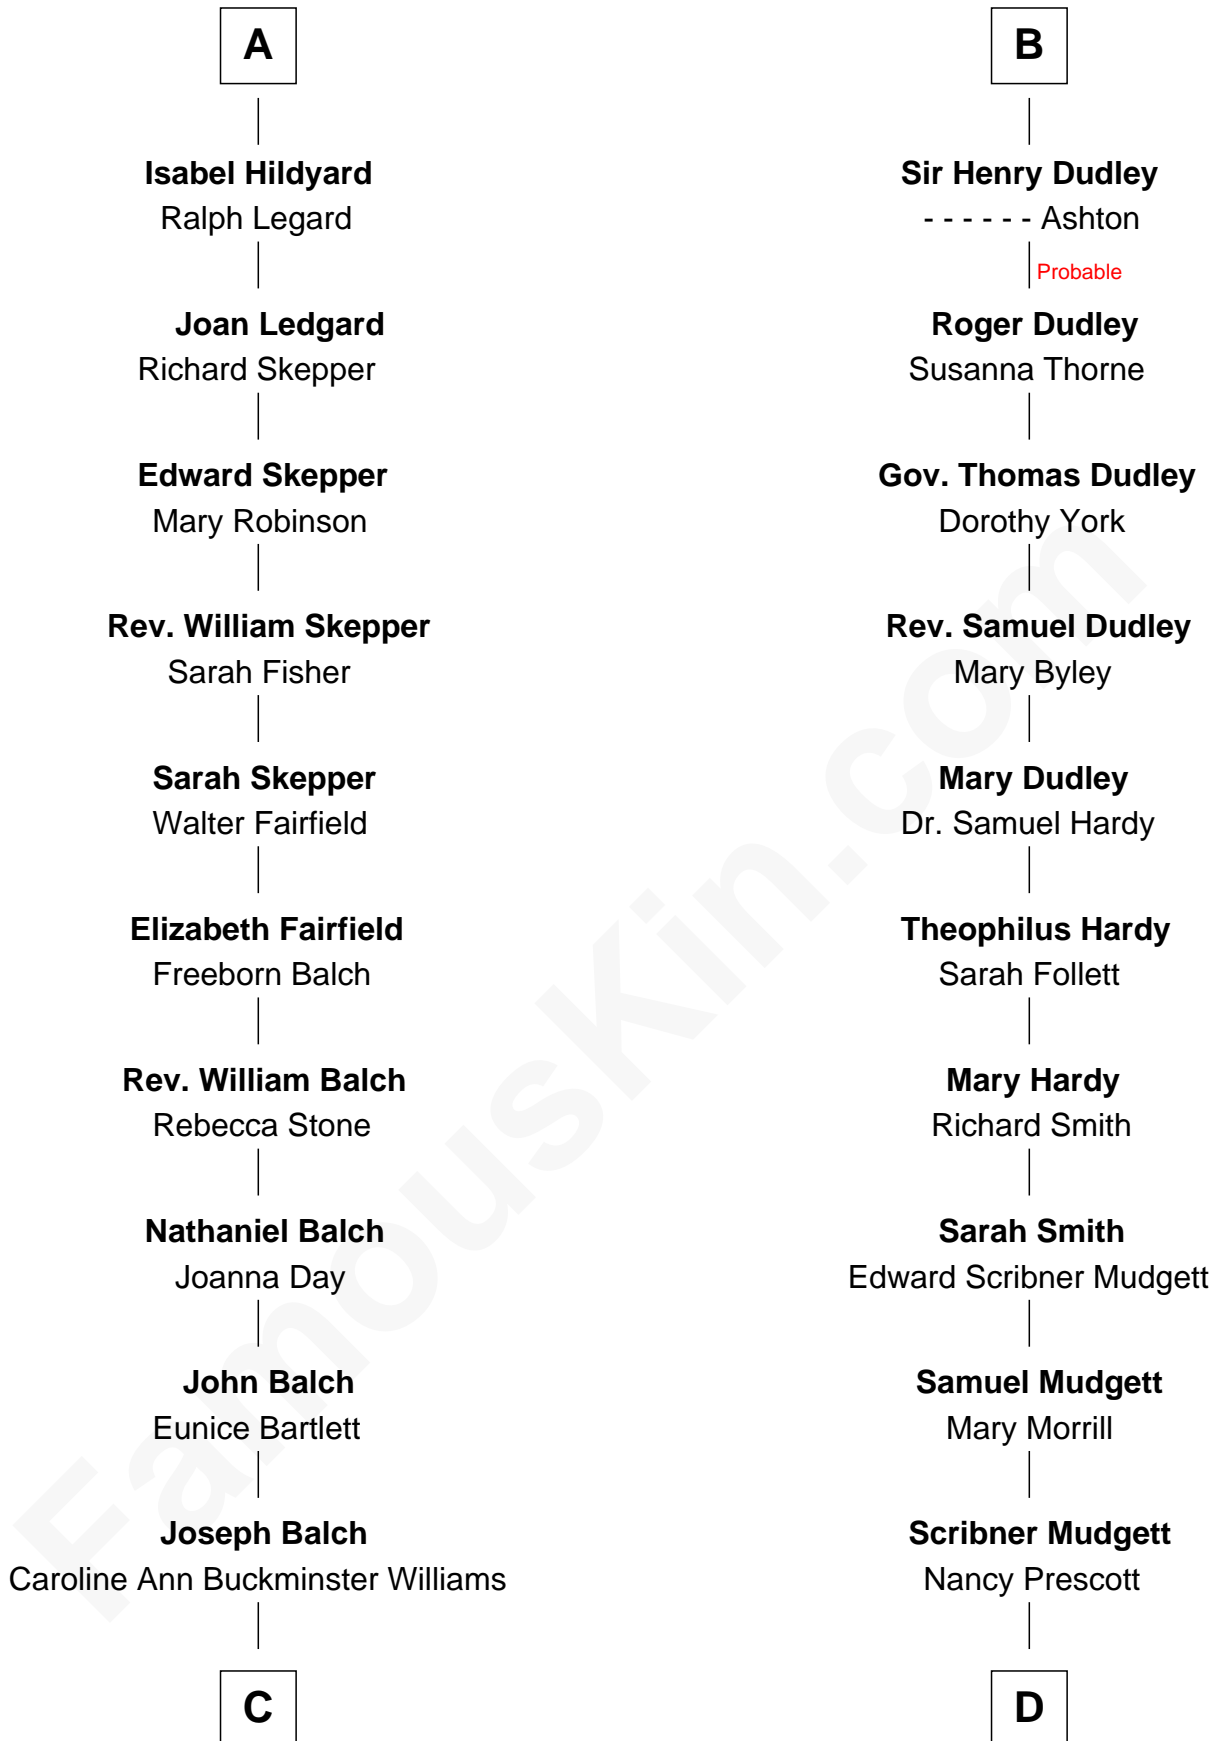 A
Isabel Hildyard
Ralph Legard
Joan Ledgard
Richard Skepper
Edward Skepper
Mary Robinson
Rev. William Skepper
Sarah Fisher
Sarah Skepper
Walter Fairfield
Elizabeth Fairfield
Freeborn Balch
Rev. William Balch
Rebecca Stone
Nathaniel Balch
Joanna Day
John Balch
Eunice Bartlett
Joseph Balch
Caroline Ann Buckminster Williams
C
B
Sir Henry Dudley
- - - - - - Ashton
Probable
Roger Dudley
Susanna Thorne
Gov. Thomas Dudley
Dorothy York
Rev. Samuel Dudley
Mary Byley
Mary Dudley
Dr. Samuel Hardy
Theophilus Hardy
Sarah Follett
Mary Hardy
Richard Smith
Sarah Smith
Edward Scribner Mudgett
Samuel Mudgett
Mary Morrill
Scribner Mudgett
Nancy Prescott
D
FamousKin.com